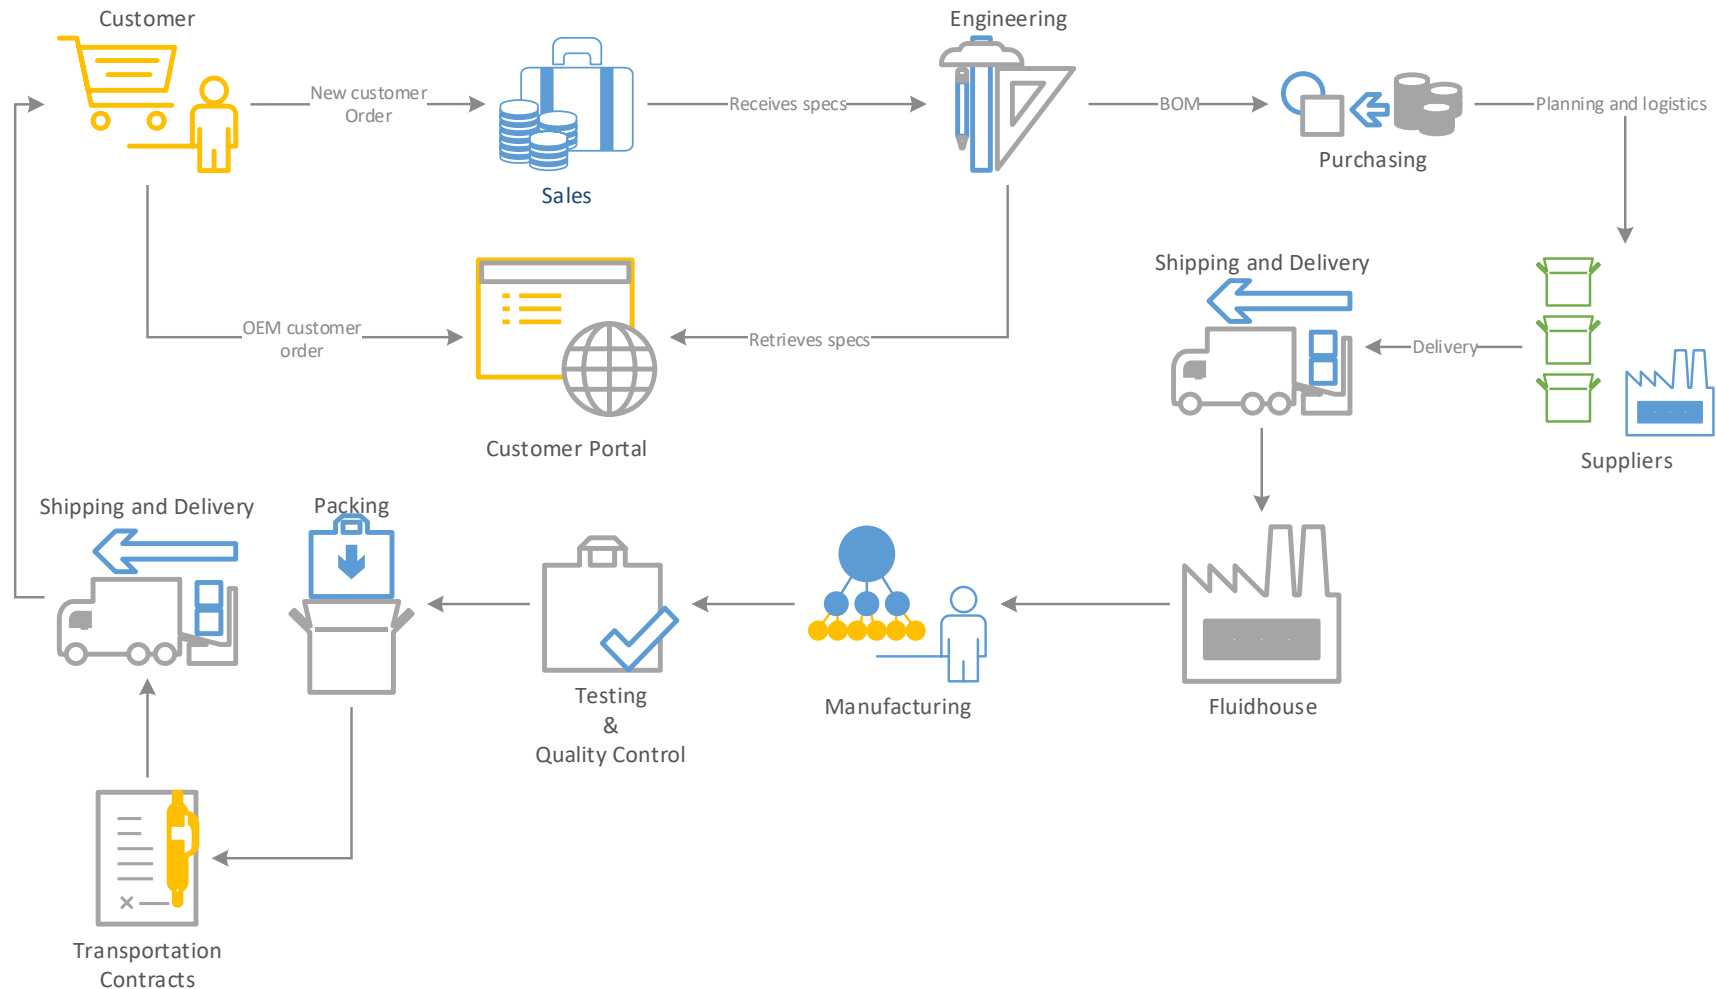 Customer
Engineering
New customer
Order
Receives specs
BOM
Planning and logistics
Purchasing
Sales
Shipping and Delivery
OEM customer
order
Retrieves specs
Delivery
Customer Portal
Suppliers
Shipping and Delivery
Packing
Testing
&
Quality Control
Manufacturing
Fluidhouse
Transportation
Contracts